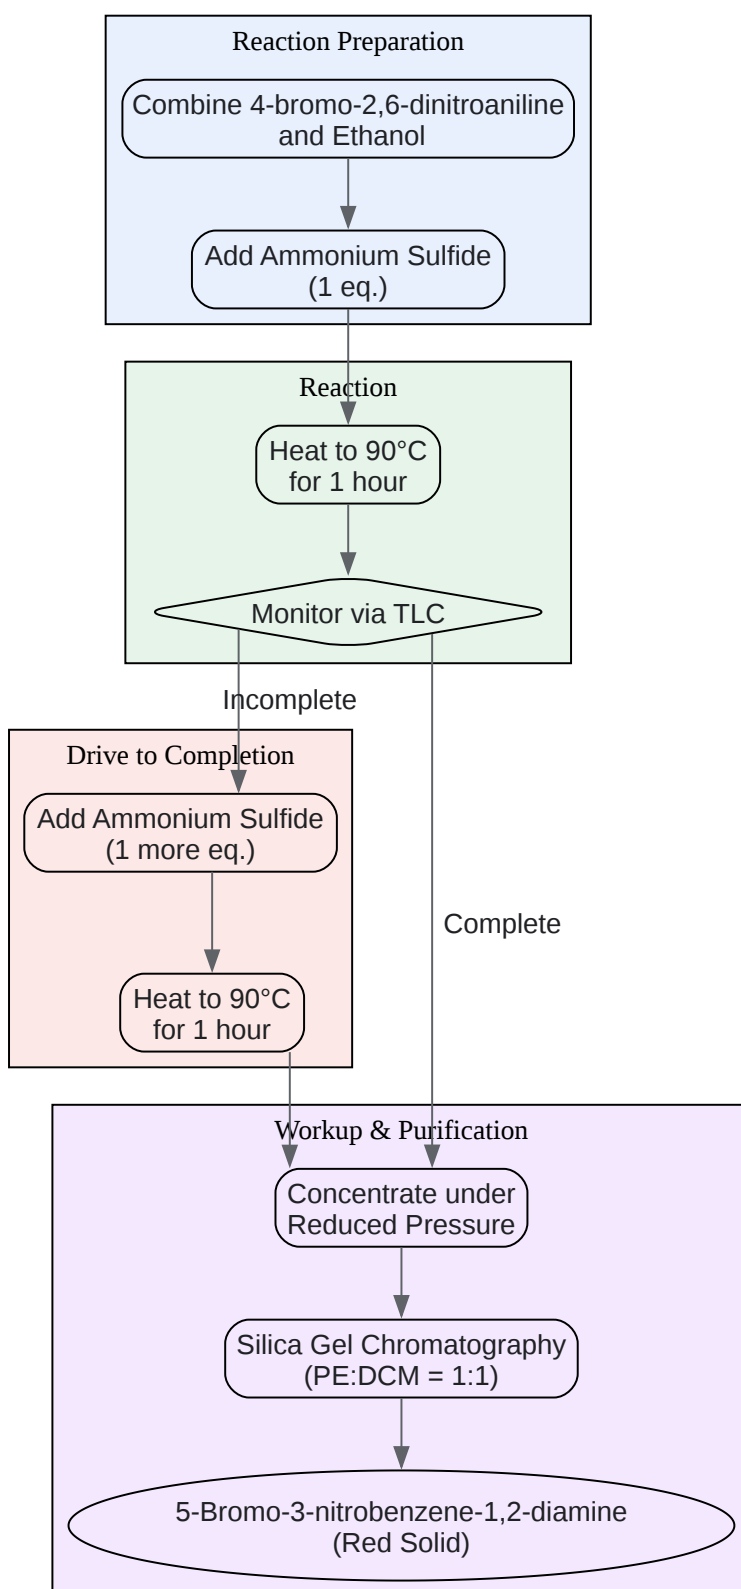 Reaction Preparation
Combine 4-bromo-2,6-dinitroaniline
and Ethanol
Add Ammonium Sulfide
(1 eq.)
Reaction
Heat to 90°C
for 1 hour
Monitor via TLC
Incomplete
Drive to Completion
Add Ammonium Sulfide
(1 more eq.)
Complete
Heat to 90°C
for 1 hour
Workup & Purification
Concentrate under
Reduced Pressure
Silica Gel Chromatography
(PE:DCM = 1:1)
5-Bromo-3-nitrobenzene-1,2-diamine
(Red Solid)